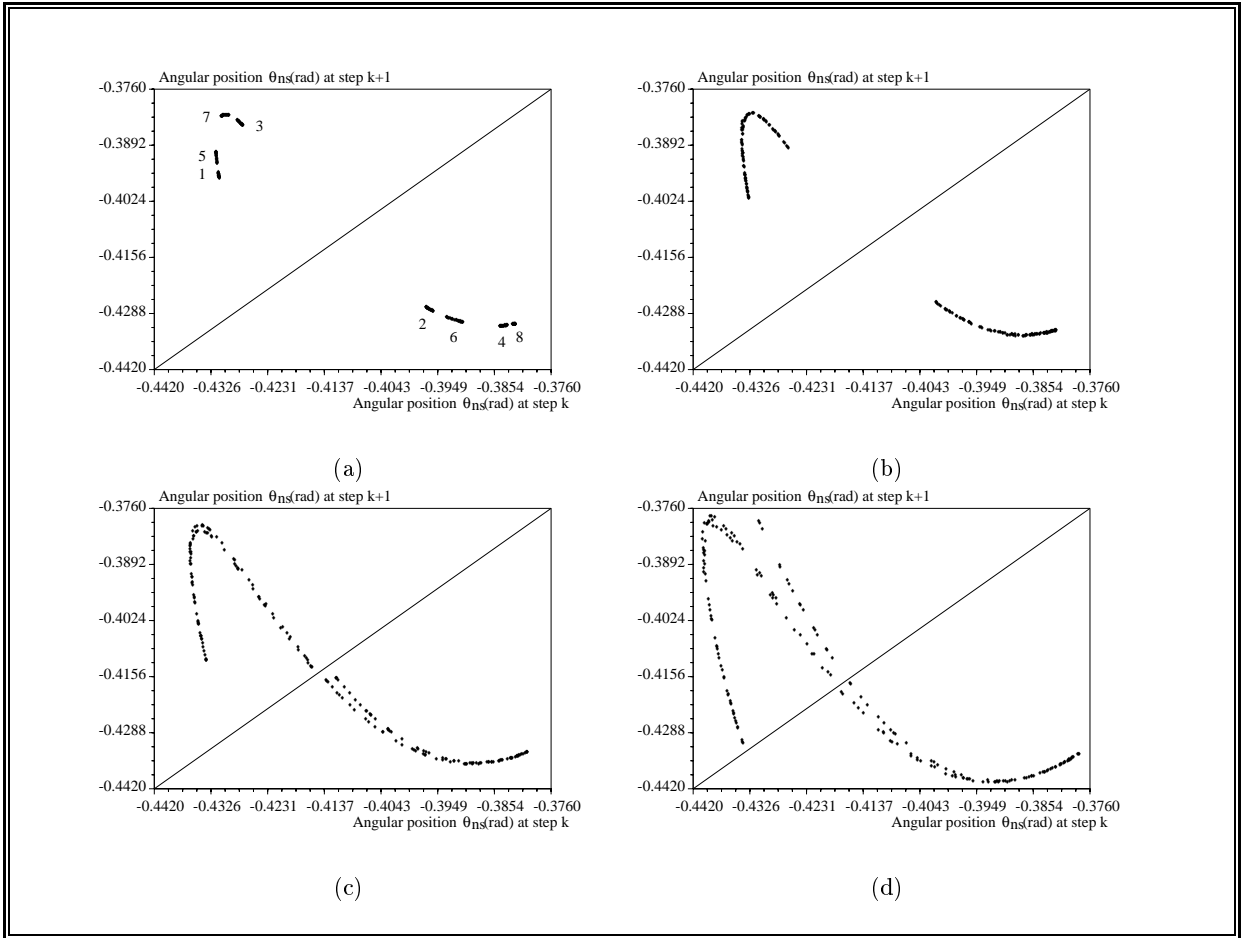 Angular position θns(rad) at step k+1
-0.3760
-0.3892
-0.4024
-0.4156
-0.4288
-0.4420
7
3
5
1
2
6
4
8
-0.4420 -0.4326 -0.4231 -0.4137 -0.4043 -0.3949 -0.3854 -0.3760
Angular position θns(rad) at step k
(a)
Angular position θns(rad) at step k+1
-0.3760
-0.3892
-0.4024
-0.4156
-0.4288
-0.4420
-0.4420 -0.4326 -0.4231 -0.4137 -0.4043 -0.3949 -0.3854 -0.3760
Angular position θns(rad) at step k
(b)
Angular position θns(rad) at step k+1
-0.3760
-0.3892
-0.4024
-0.4156
-0.4288
-0.4420
-0.4420 -0.4326 -0.4231 -0.4137 -0.4043 -0.3949 -0.3854 -0.3760
Angular position θns(rad) at step k
(c)
Angular position θns(rad) at step k+1
-0.3760
-0.3892
-0.4024
-0.4156
-0.4288
-0.4420
-0.4420 -0.4326 -0.4231 -0.4137 -0.4043 -0.3949 -0.3854 -0.3760
Angular position θns(rad) at step k
(d)